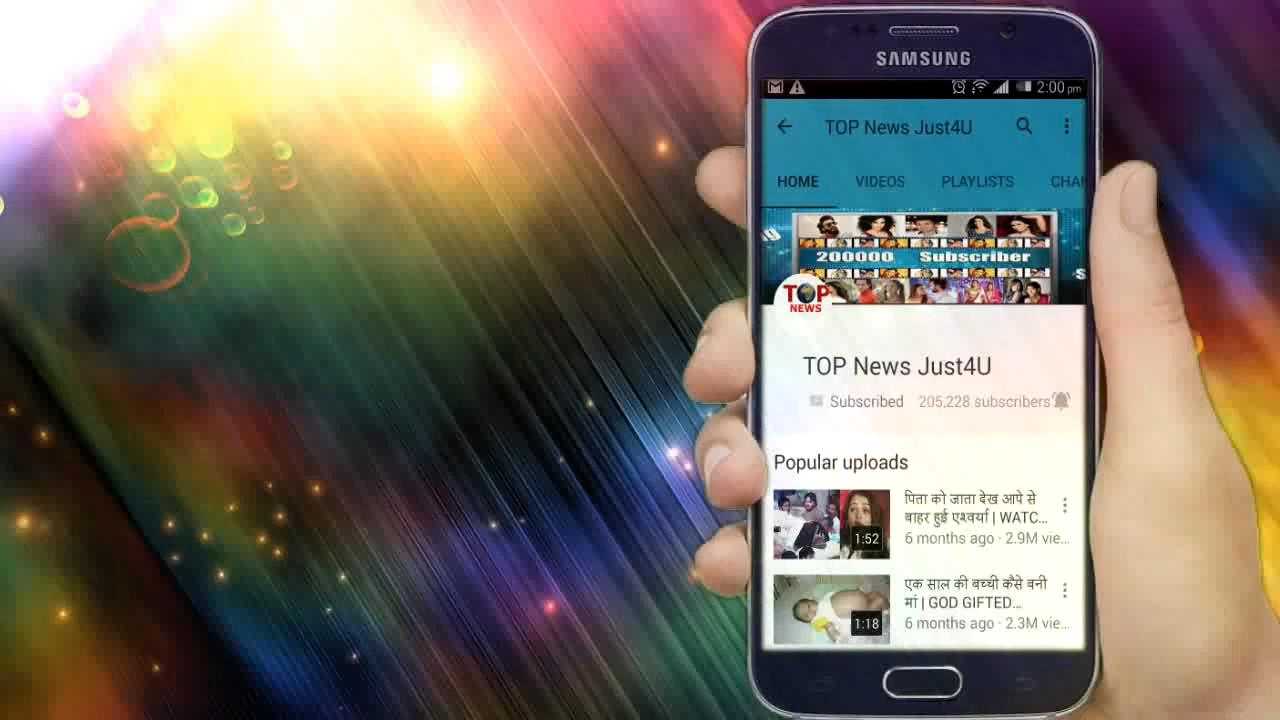 SAMSUNG
2:00 pm
TOP News Just4U
HOME VIDEOS PLAYLISTS CHA
200000 Subscriber
TOP
NEWS
TOP News Just4U
Subscribed 205,228 subscribers
Popular uploads
पिता को जाता देख आपे से
बाहर हुई एश्वर्या | WATC...
6 months ago · 2.9M vie...
1:52
एक साल की बच्ची कैसे बनी
मां | GOD GIFTED...
6 months ago · 2.3M vie...
1:18